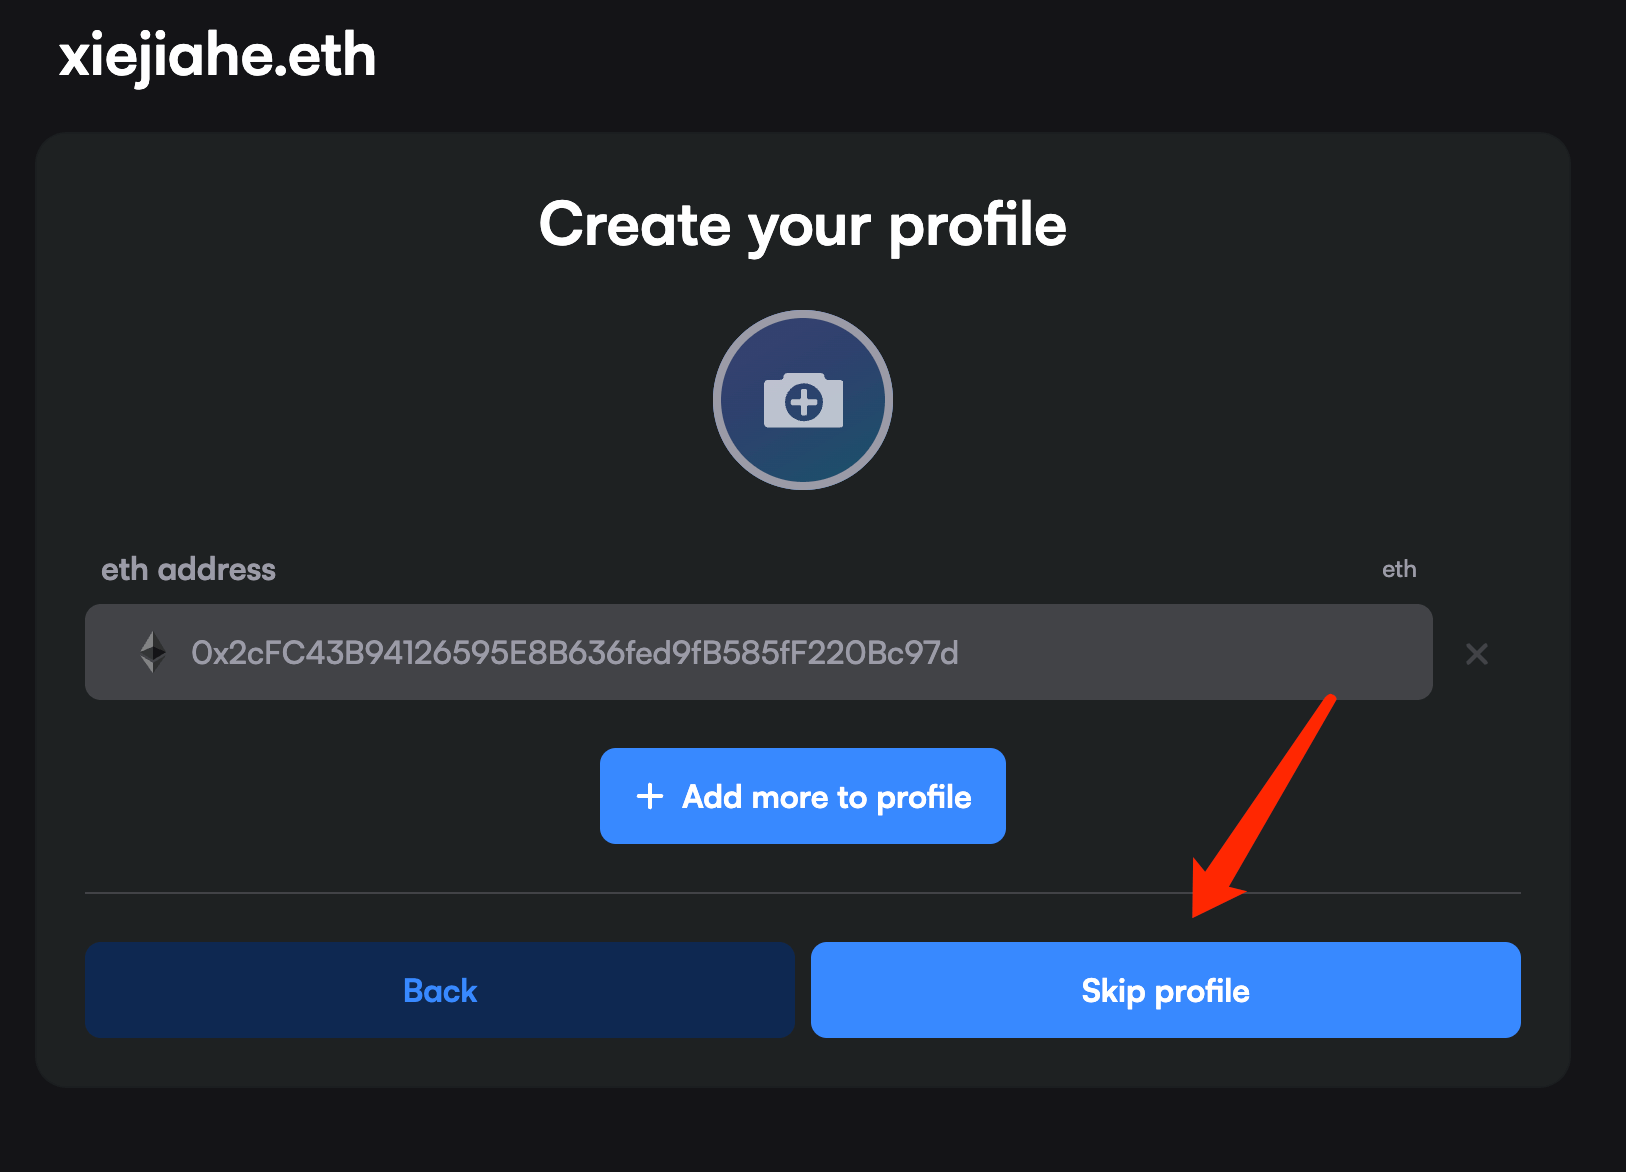 xiejiahe.eth
Create your profile
eth address
eth
0x2cFC43B94126595E8B636fed9fB585fF220Bc97d
Add more to profile
Back
Skip profile